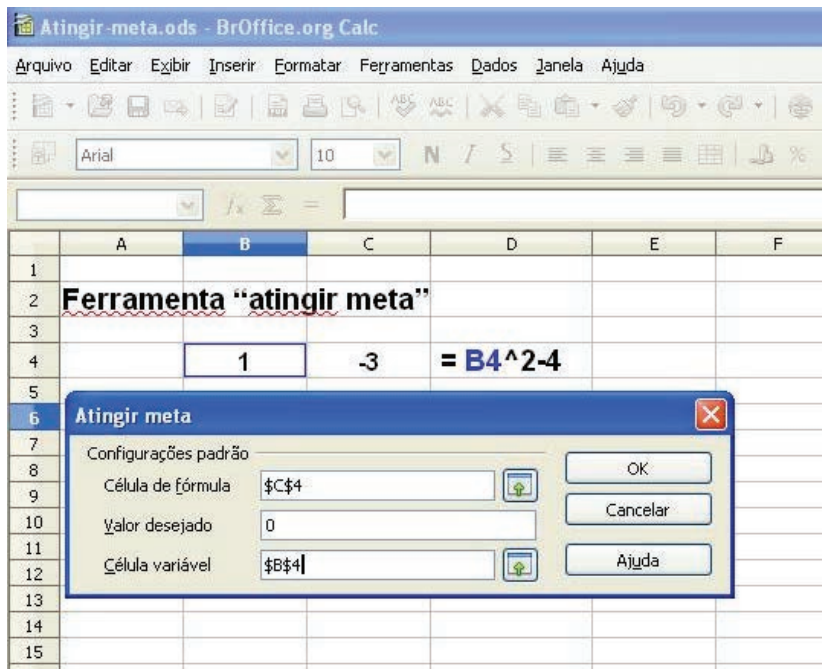 Atingir-meta.ods - BrOffice.org Calc
Arquivo Editar Exibir Inserir Formatar Ferramentas Dados Janela Ajuda
Arial 10 N I S %
A B C D E F
1
2 Ferramenta “atingir meta”
3
4 1 -3 = B4^2-4
5
6
7
8
9
10
11
12
13
14
15
Atingir meta
Configurações padrão
Célula de fórmula $C$4
Valor desejado 0
Célula variável $B$4
OK
Cancelar
Ajuda